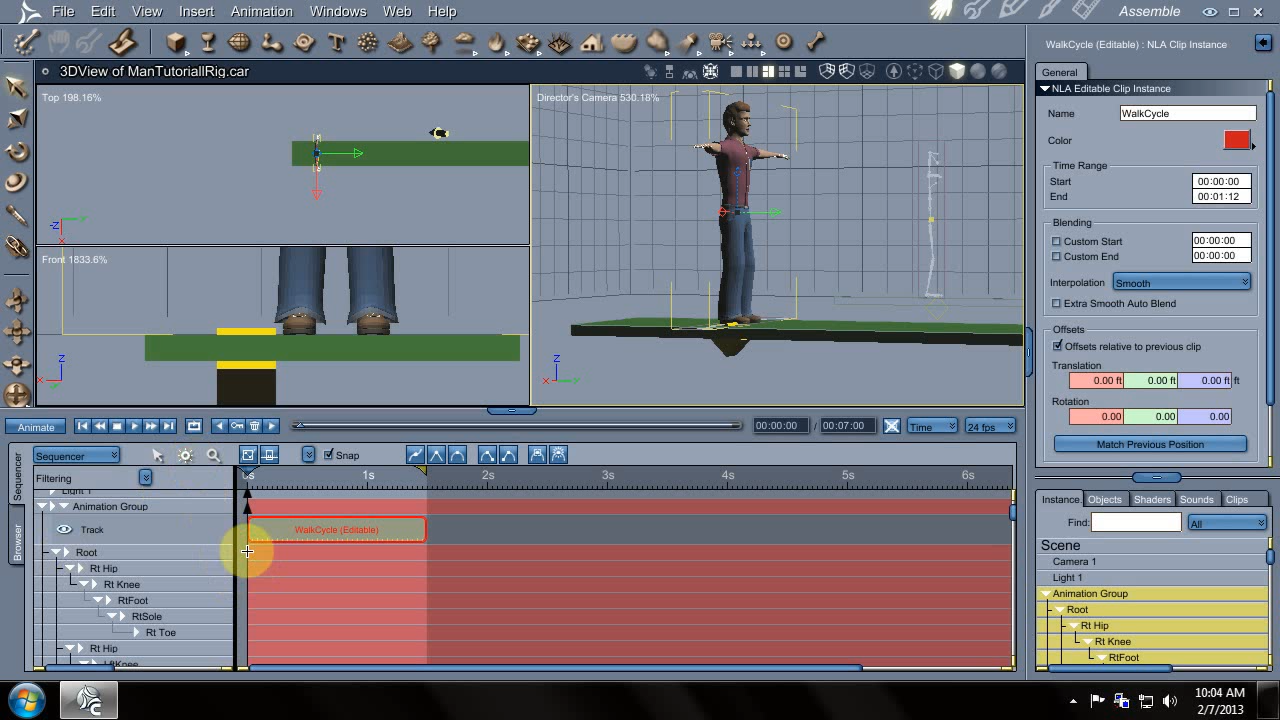 File Edit View Insert Animation Windows Web Help
Assemble
3DView of ManTutoriallRig.car
Top 198.16%
-Z
X
Director's Camera 530.18%
Front 1833.6%
Z
X
Z
X
WalkCycle (Editable) : NLA Clip Instance
General
NLA Editable Clip Instance
Name WalkCycle
Color
Time Range
Start 00:00:00
End 00:01:12
Blending
Custom Start 00:00:00
Custom End 00:00:00
Interpolation Smooth
Extra Smooth Auto Blend
Offsets
Offsets relative to previous clip
Translation
0.00 ft 0.00 ft 0.00 ft ft
Rotation
0.00 0.00 0.00
Match Previous Position
Animate 00:00:00 / 00:07:00 Time 24 fps
Sequencer
Browser
Sequencer Snap
Filtering
0s 1s 2s 3s 4s 5s 6s
Light 1
Animation Group
Track WalkCycle (Editable)
Root
Rt Hip
Rt Knee
RtFoot
RtSole
Rt Toe
Rt Hip
LftKnee
Instance. Objects Shaders Sounds Clips
Find: All
Scene
Camera 1
Light 1
Animation Group
Root
Rt Hip
Rt Knee
RtFoot
10:04 AM
2/7/2013